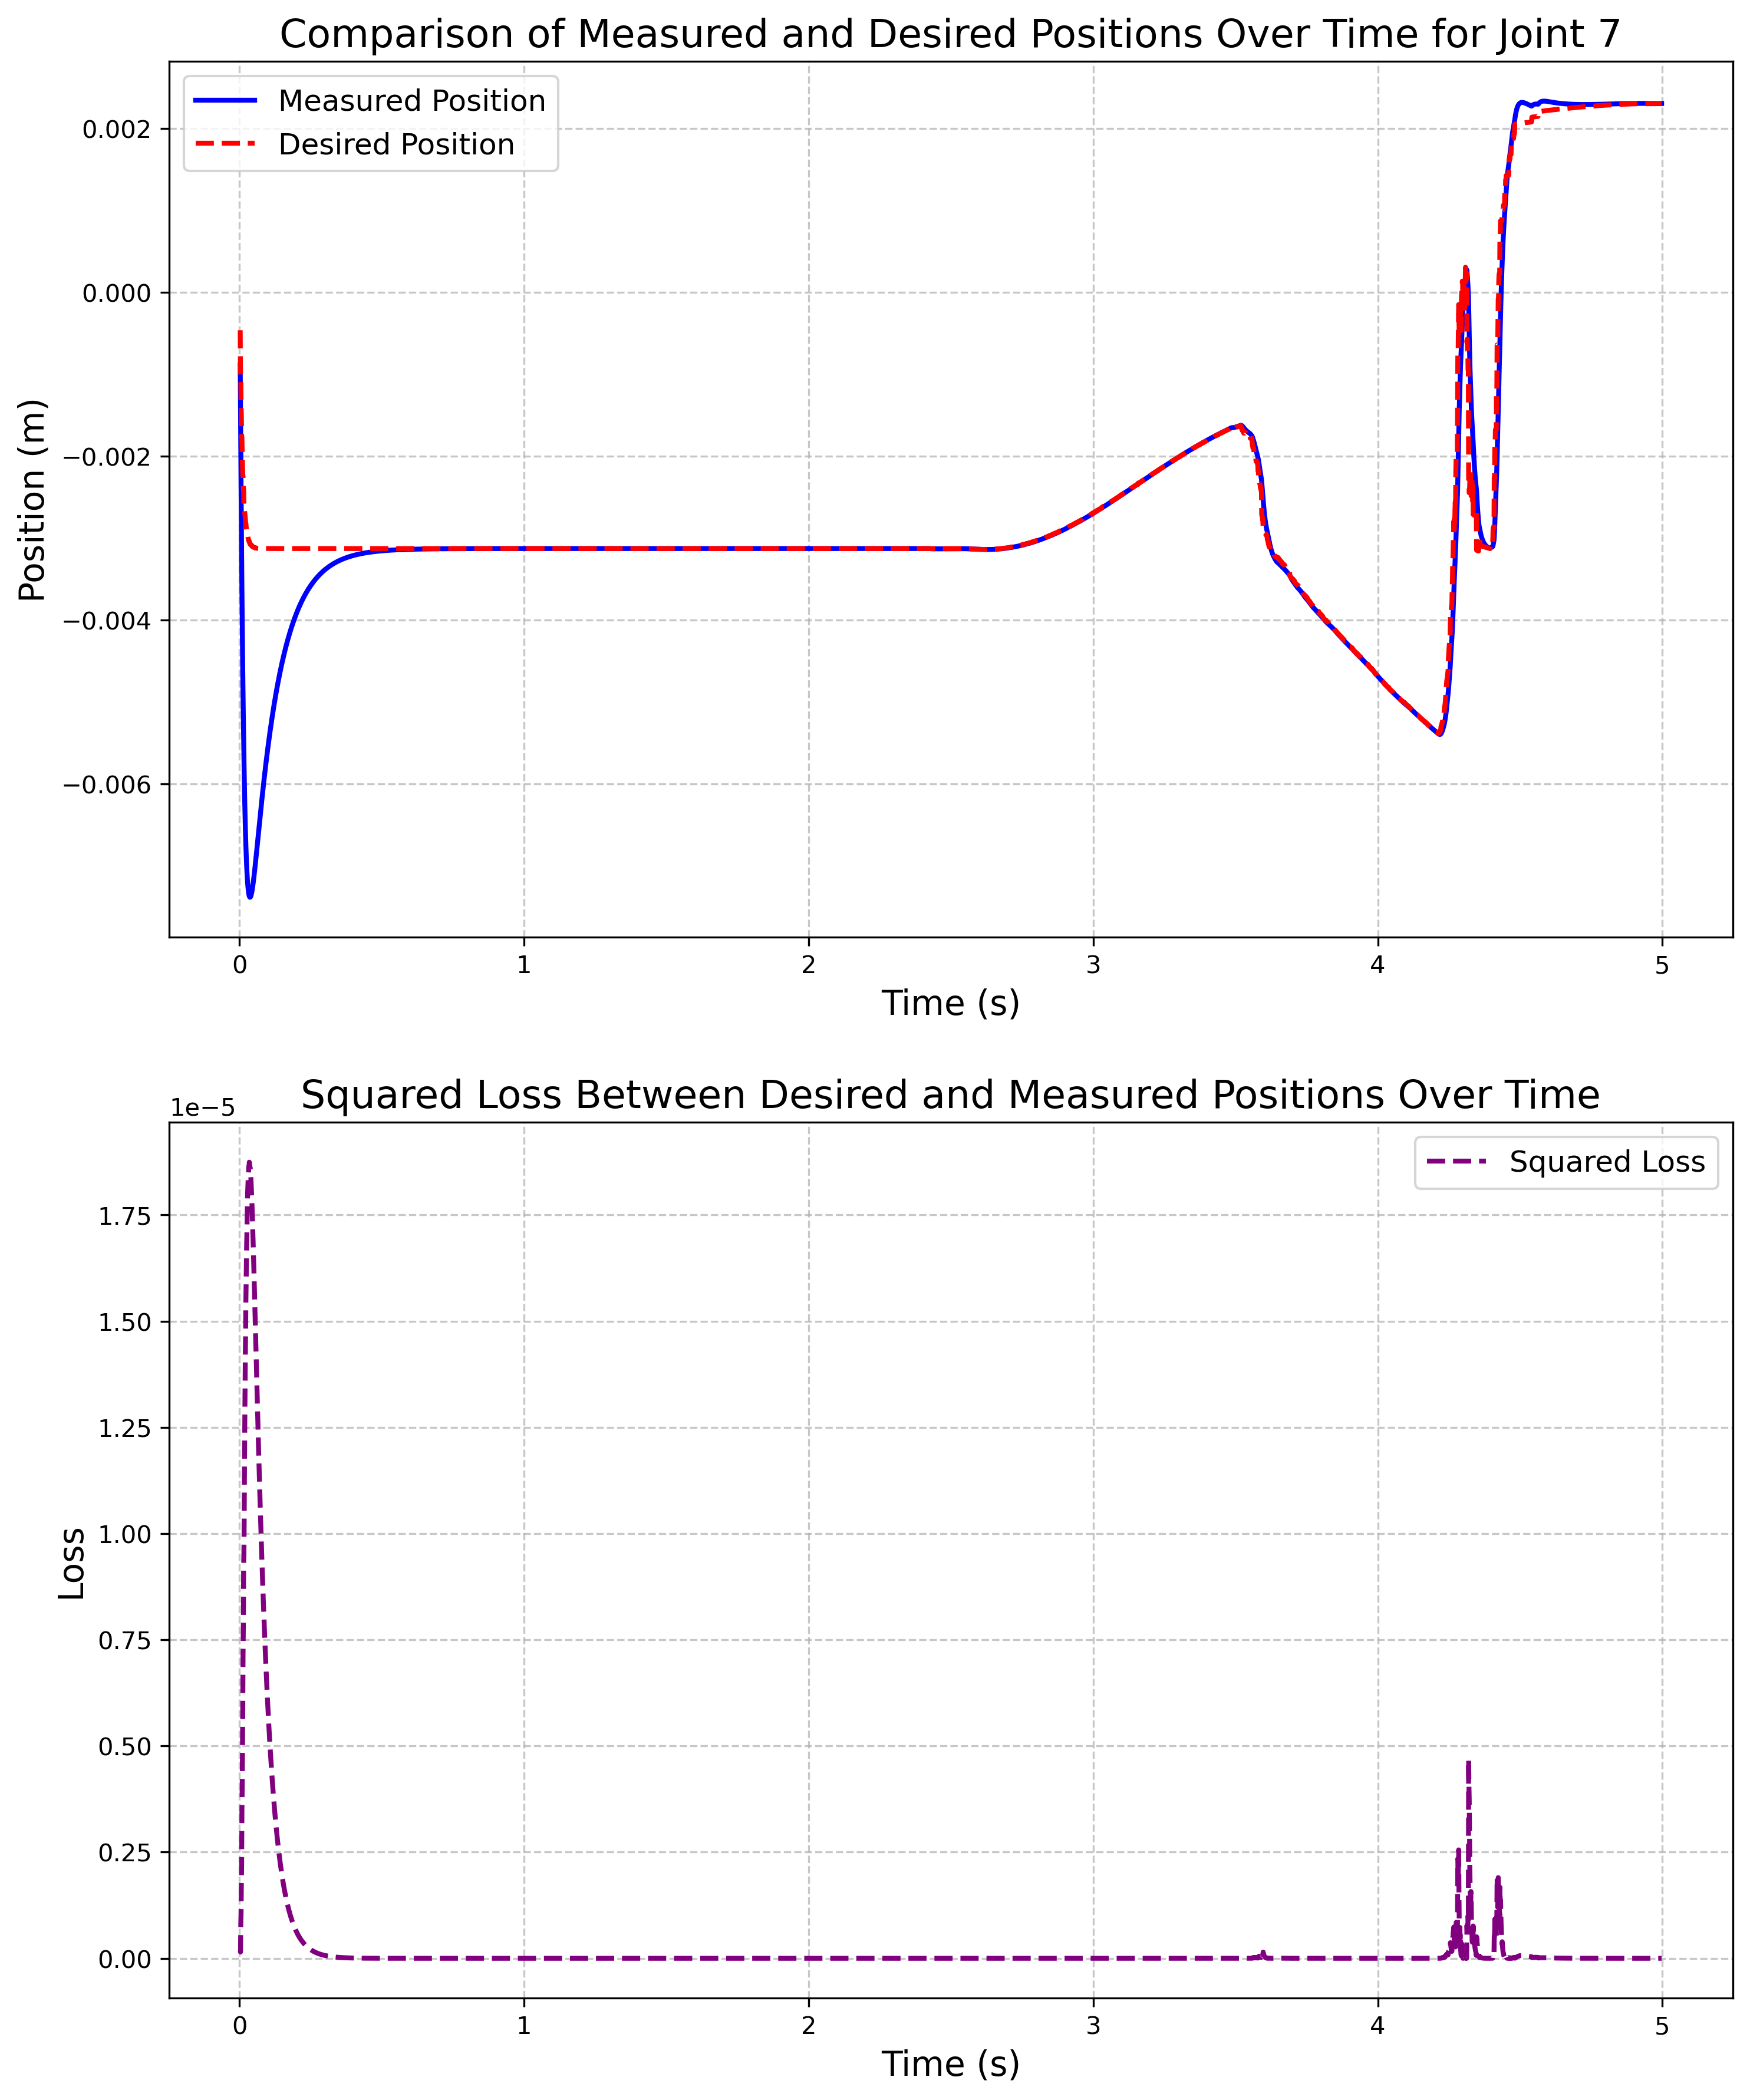 Comparison of Measured and Desired Positions Over Time for Joint 7
Measured Position
Desired Position
Position (m)
0.002
0.000
−0.002
−0.004
−0.006
0 1 2 3 4 5
Time (s)
Squared Loss Between Desired and Measured Positions Over Time
1e−5
Squared Loss
Loss
1.75
1.50
1.25
1.00
0.75
0.50
0.25
0.00
0 1 2 3 4 5
Time (s)